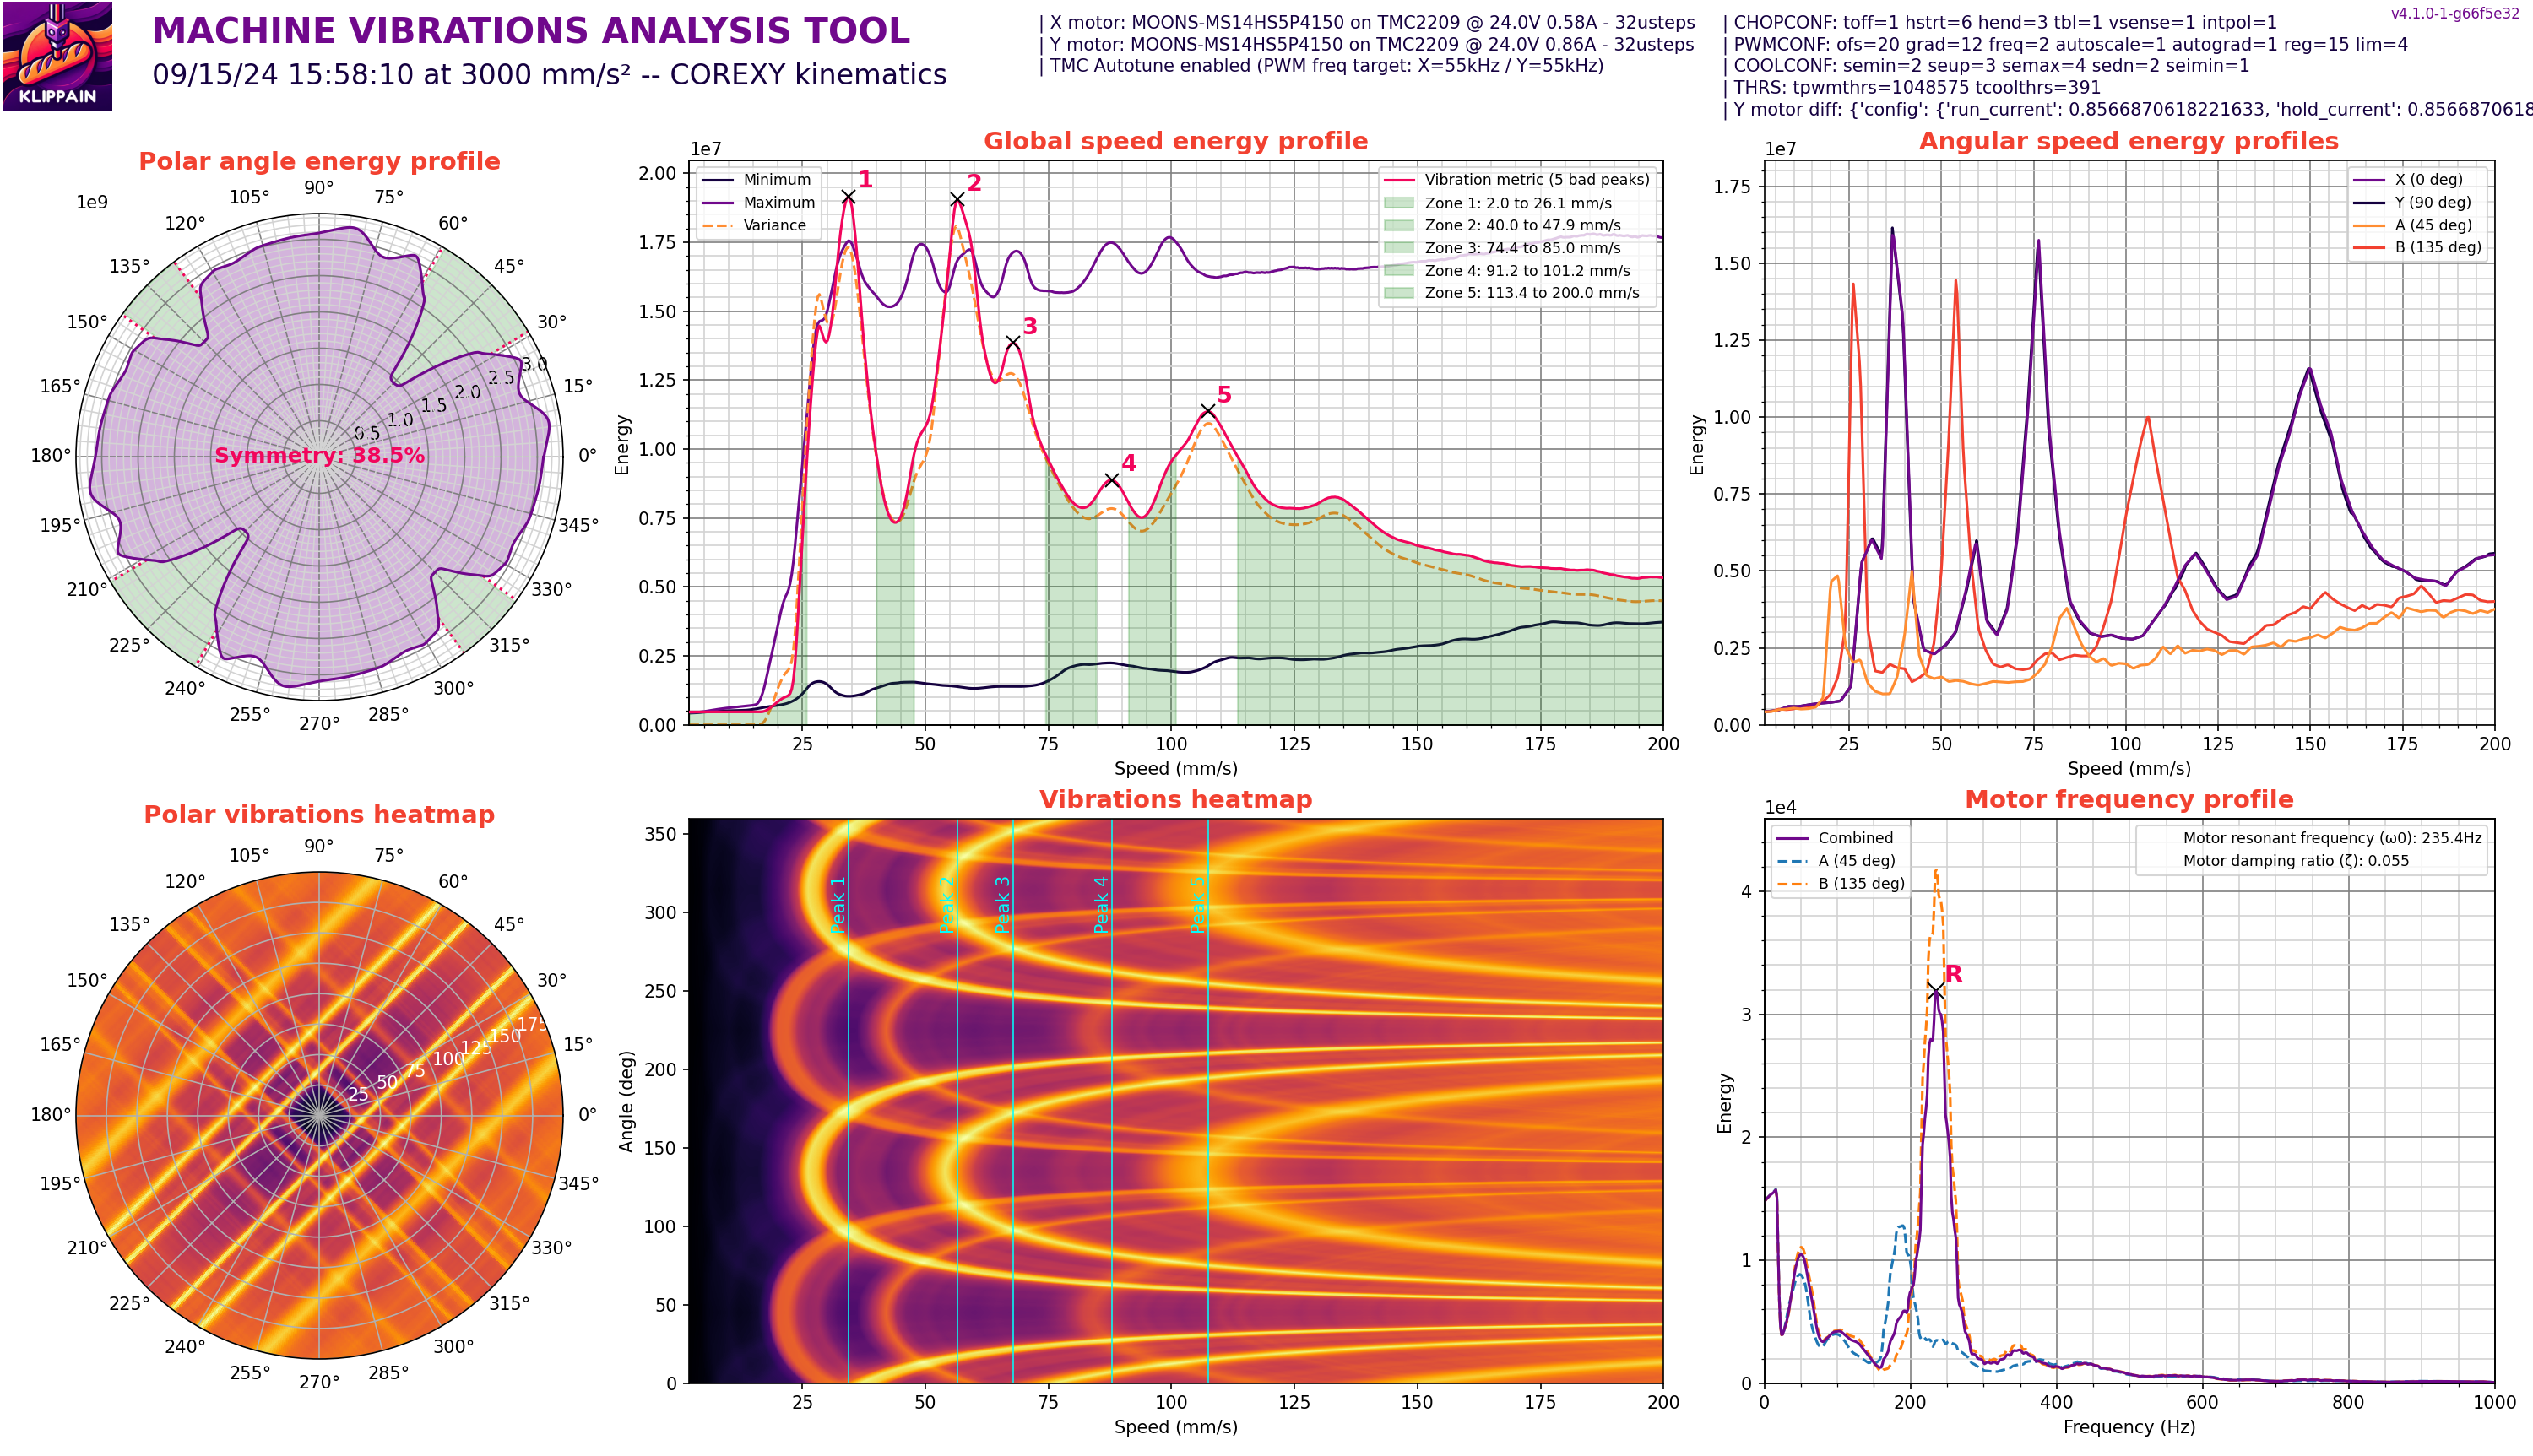 MACHINE VIBRATIONS ANALYSIS TOOL
09/15/24 15:58:10 at 3000 mm/s² -- COREXY kinematics
KLIPPAIN
| X motor: MOONS-MS14HS5P4150 on TMC2209 @ 24.0V 0.58A - 32usteps
| Y motor: MOONS-MS14HS5P4150 on TMC2209 @ 24.0V 0.86A - 32usteps
| TMC Autotune enabled (PWM freq target: X=55kHz / Y=55kHz)
| CHOPCONF: toff=1 hstrt=6 hend=3 tbl=1 vsense=1 intpol=1
| PWMCONF: ofs=20 grad=12 freq=2 autoscale=1 autograd=1 reg=15 lim=4
| COOLCONF: semin=2 seup=3 semax=4 sedn=2 seimin=1
| THRS: tpwmthrs=1048575 tcoolthrs=391
| Y motor diff: {'config': {'run_current': 0.8566870618221633, 'hold_current': 0.8566870618
v4.1.0-1-g66f5e32
Polar angle energy profile
1e9
0°
15°
30°
45°
60°
75°
90°
105°
120°
135°
150°
165°
180°
195°
210°
225°
240°
255°
270°
285°
300°
315°
330°
345°
0.5
1.0
1.5
2.0
2.5
3.0
Symmetry: 38.5%
Global speed energy profile
1e7
Energy
2.00
1.75
1.50
1.25
1.00
0.75
0.50
0.25
0.00
Minimum
Maximum
Variance
Vibration metric (5 bad peaks)
Zone 1: 2.0 to 26.1 mm/s
Zone 2: 40.0 to 47.9 mm/s
Zone 3: 74.4 to 85.0 mm/s
Zone 4: 91.2 to 101.2 mm/s
Zone 5: 113.4 to 200.0 mm/s
1
2
3
4
5
25 50 75 100 125 150 175 200
Speed (mm/s)
Angular speed energy profiles
1e7
Energy
1.75
1.50
1.25
1.00
0.75
0.50
0.25
0.00
X (0 deg)
Y (90 deg)
A (45 deg)
B (135 deg)
25 50 75 100 125 150 175 200
Speed (mm/s)
Polar vibrations heatmap
0°
15°
30°
45°
60°
75°
90°
105°
120°
135°
150°
165°
180°
195°
210°
225°
240°
255°
270°
285°
300°
315°
330°
345°
25
50
75
100
125
150
175
Vibrations heatmap
Angle (deg)
350
300
250
200
150
100
50
0
Peak 1
Peak 2
Peak 3
Peak 4
Peak 5
25 50 75 100 125 150 175 200
Speed (mm/s)
Motor frequency profile
1e4
Energy
4
3
2
1
0
Combined
A (45 deg)
B (135 deg)
Motor resonant frequency (ω0): 235.4Hz
Motor damping ratio (ζ): 0.055
R
0 200 400 600 800 1000
Frequency (Hz)